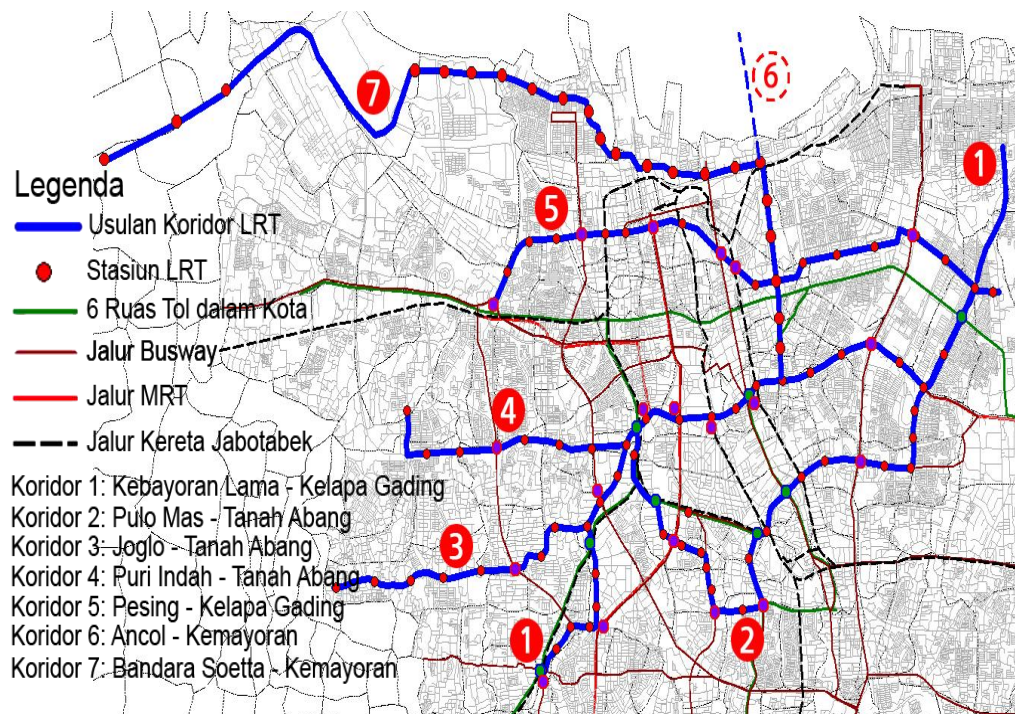 6
7
1
5
Legenda
Usulan Koridor LRT
Stasiun LRT
6 Ruas Tol dalam Kota
Jalur Busway
Jalur MRT
Jalur Kereta Jabotabek
4
3
1
2
Koridor 1: Kebayoran Lama - Kelapa Gading
Koridor 2: Pulo Mas - Tanah Abang
Koridor 3: Joglo - Tanah Abang
Koridor 4: Puri Indah - Tanah Abang
Koridor 5: Pesing - Kelapa Gading
Koridor 6: Ancol - Kemayoran
Koridor 7: Bandara Soetta - Kemayoran